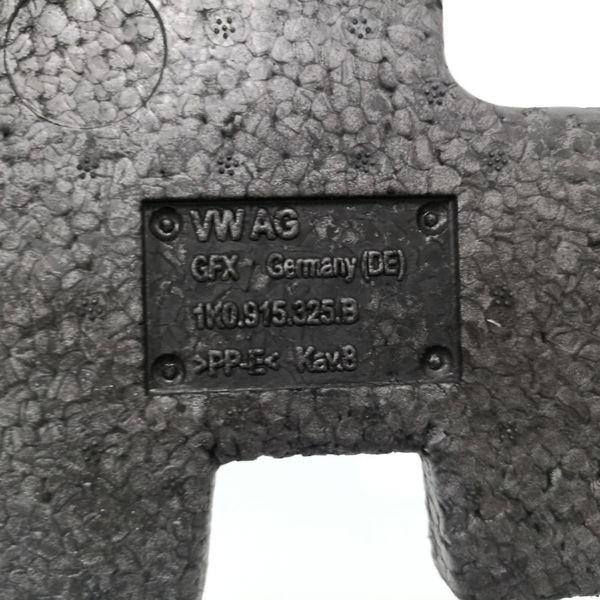 VW AG
GFX / Germany (DE)
1K0.915.325.B
>PP-E< Kav.8